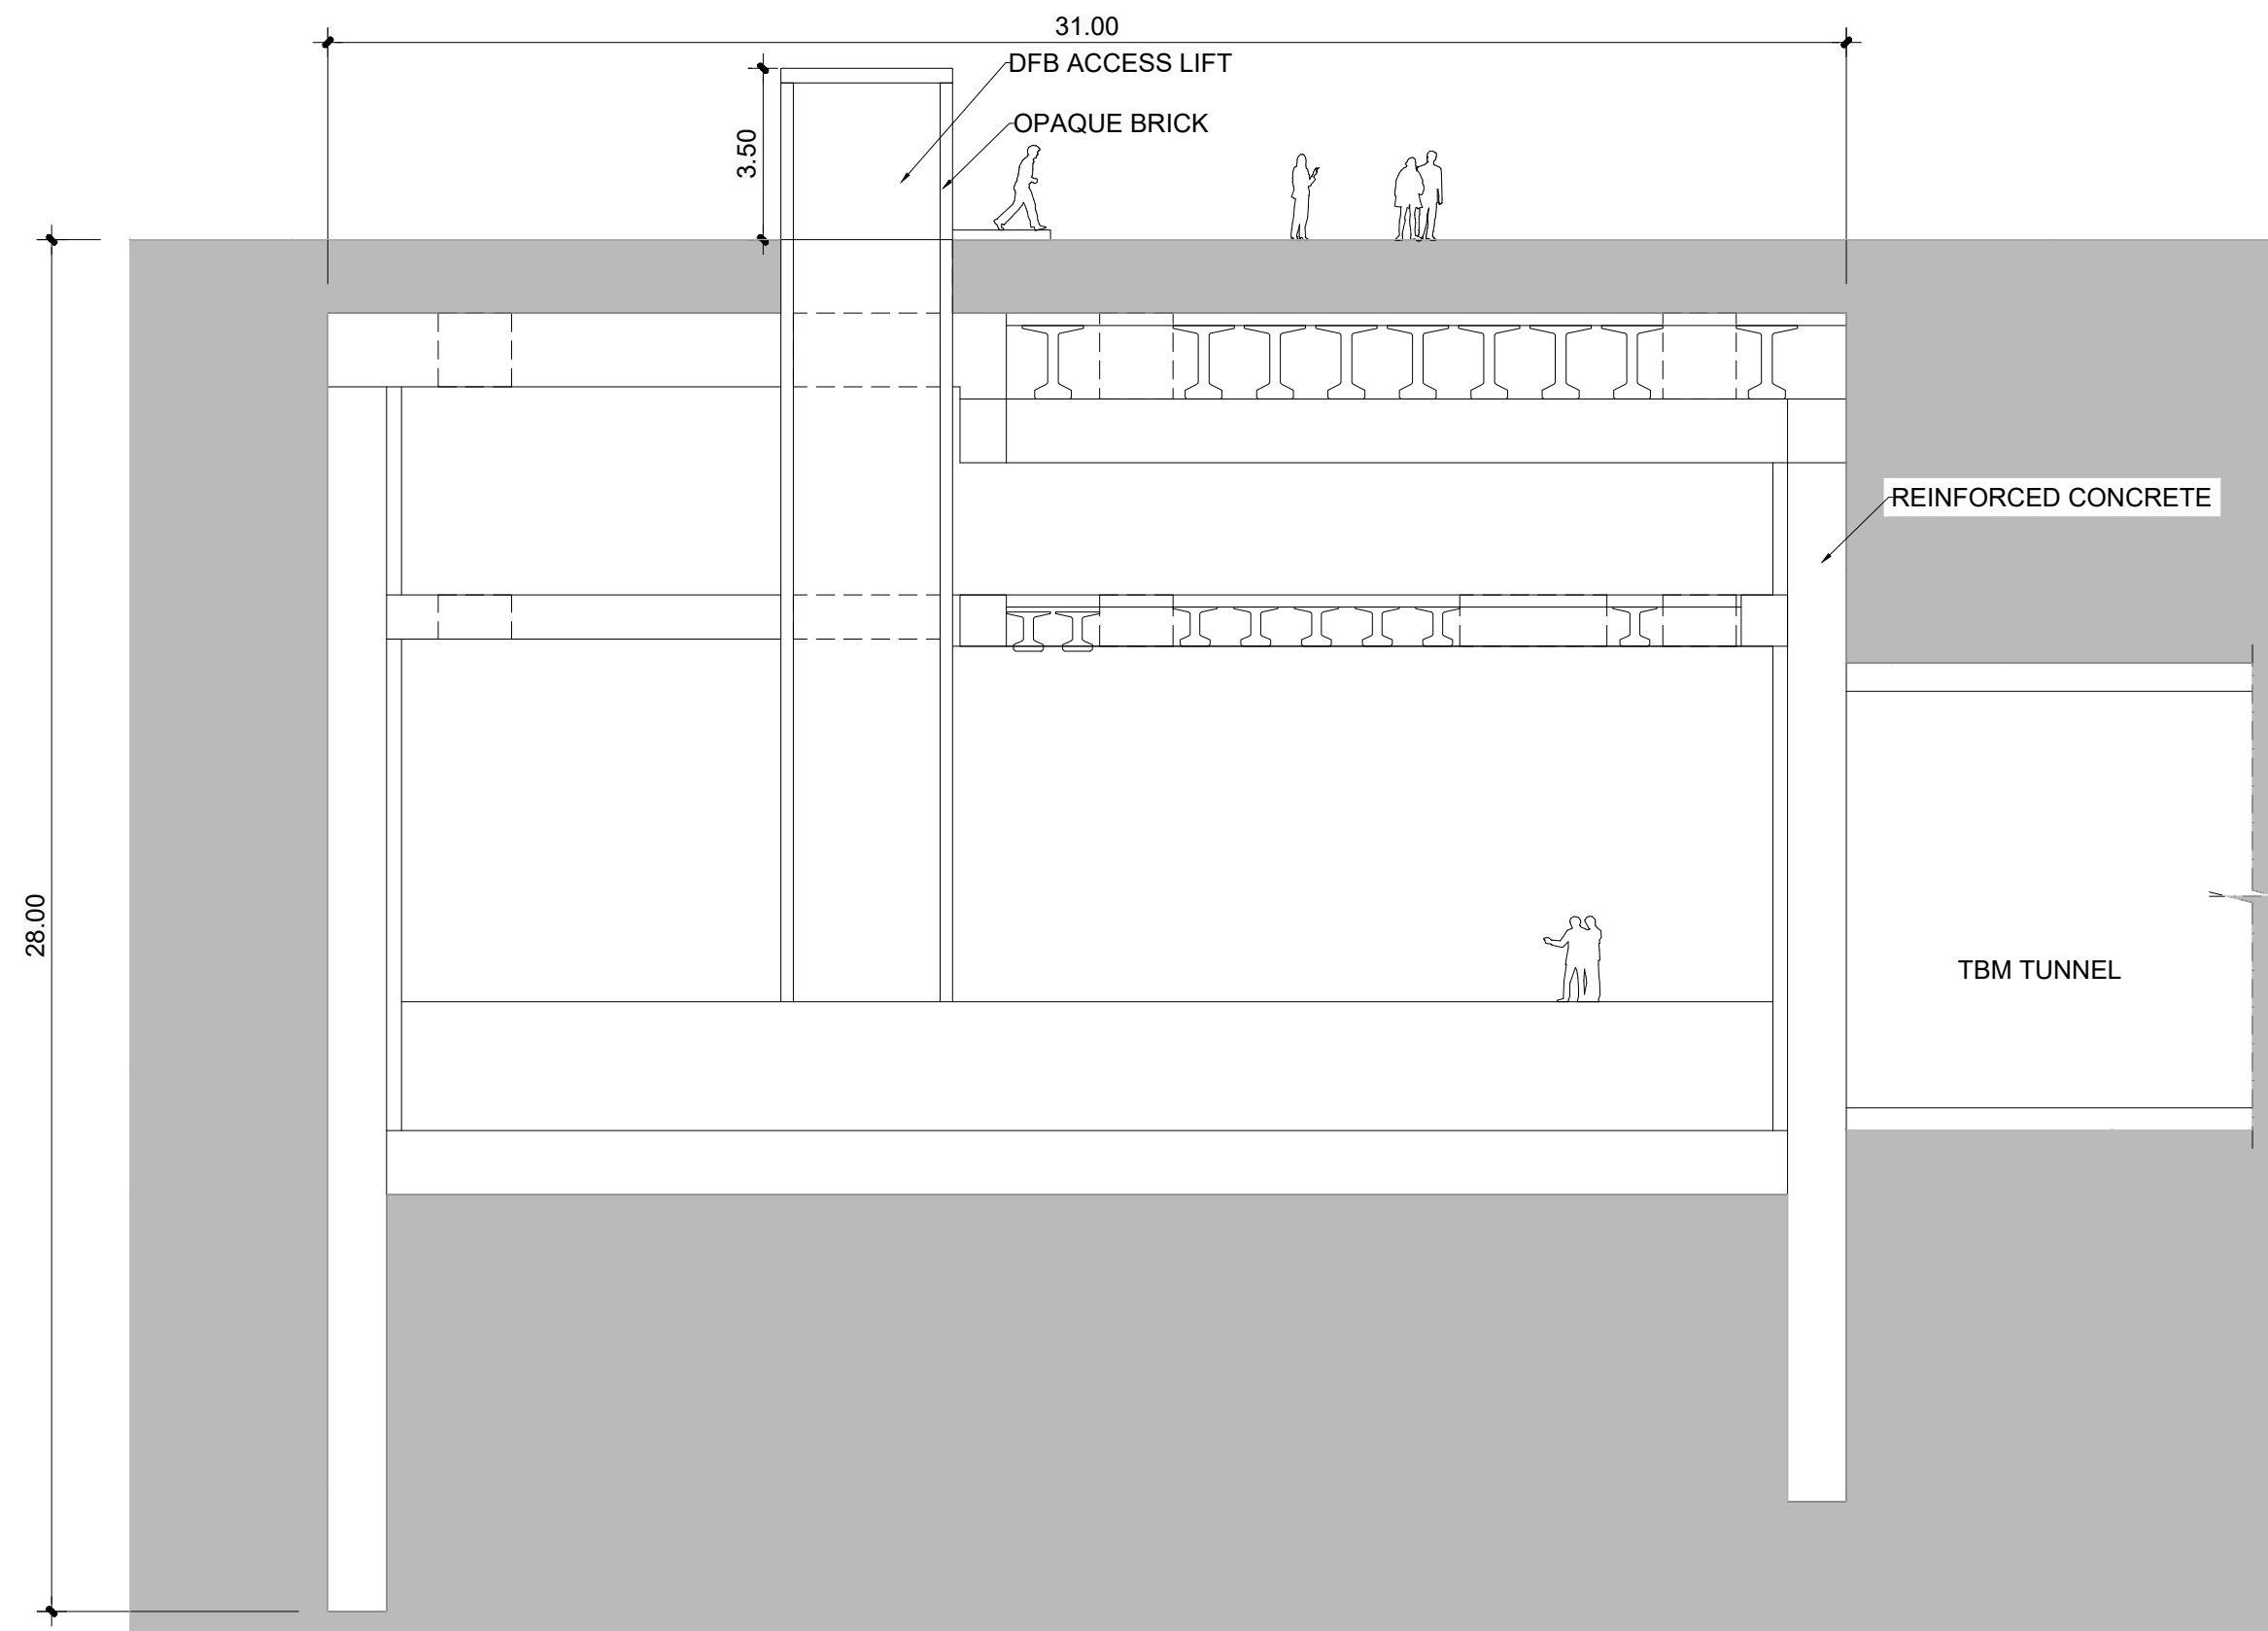 31.00
DFB ACCESS LIFT
OPAQUE BRICK
3.50
REINFORCED CONCRETE
28.00
TBM TUNNEL